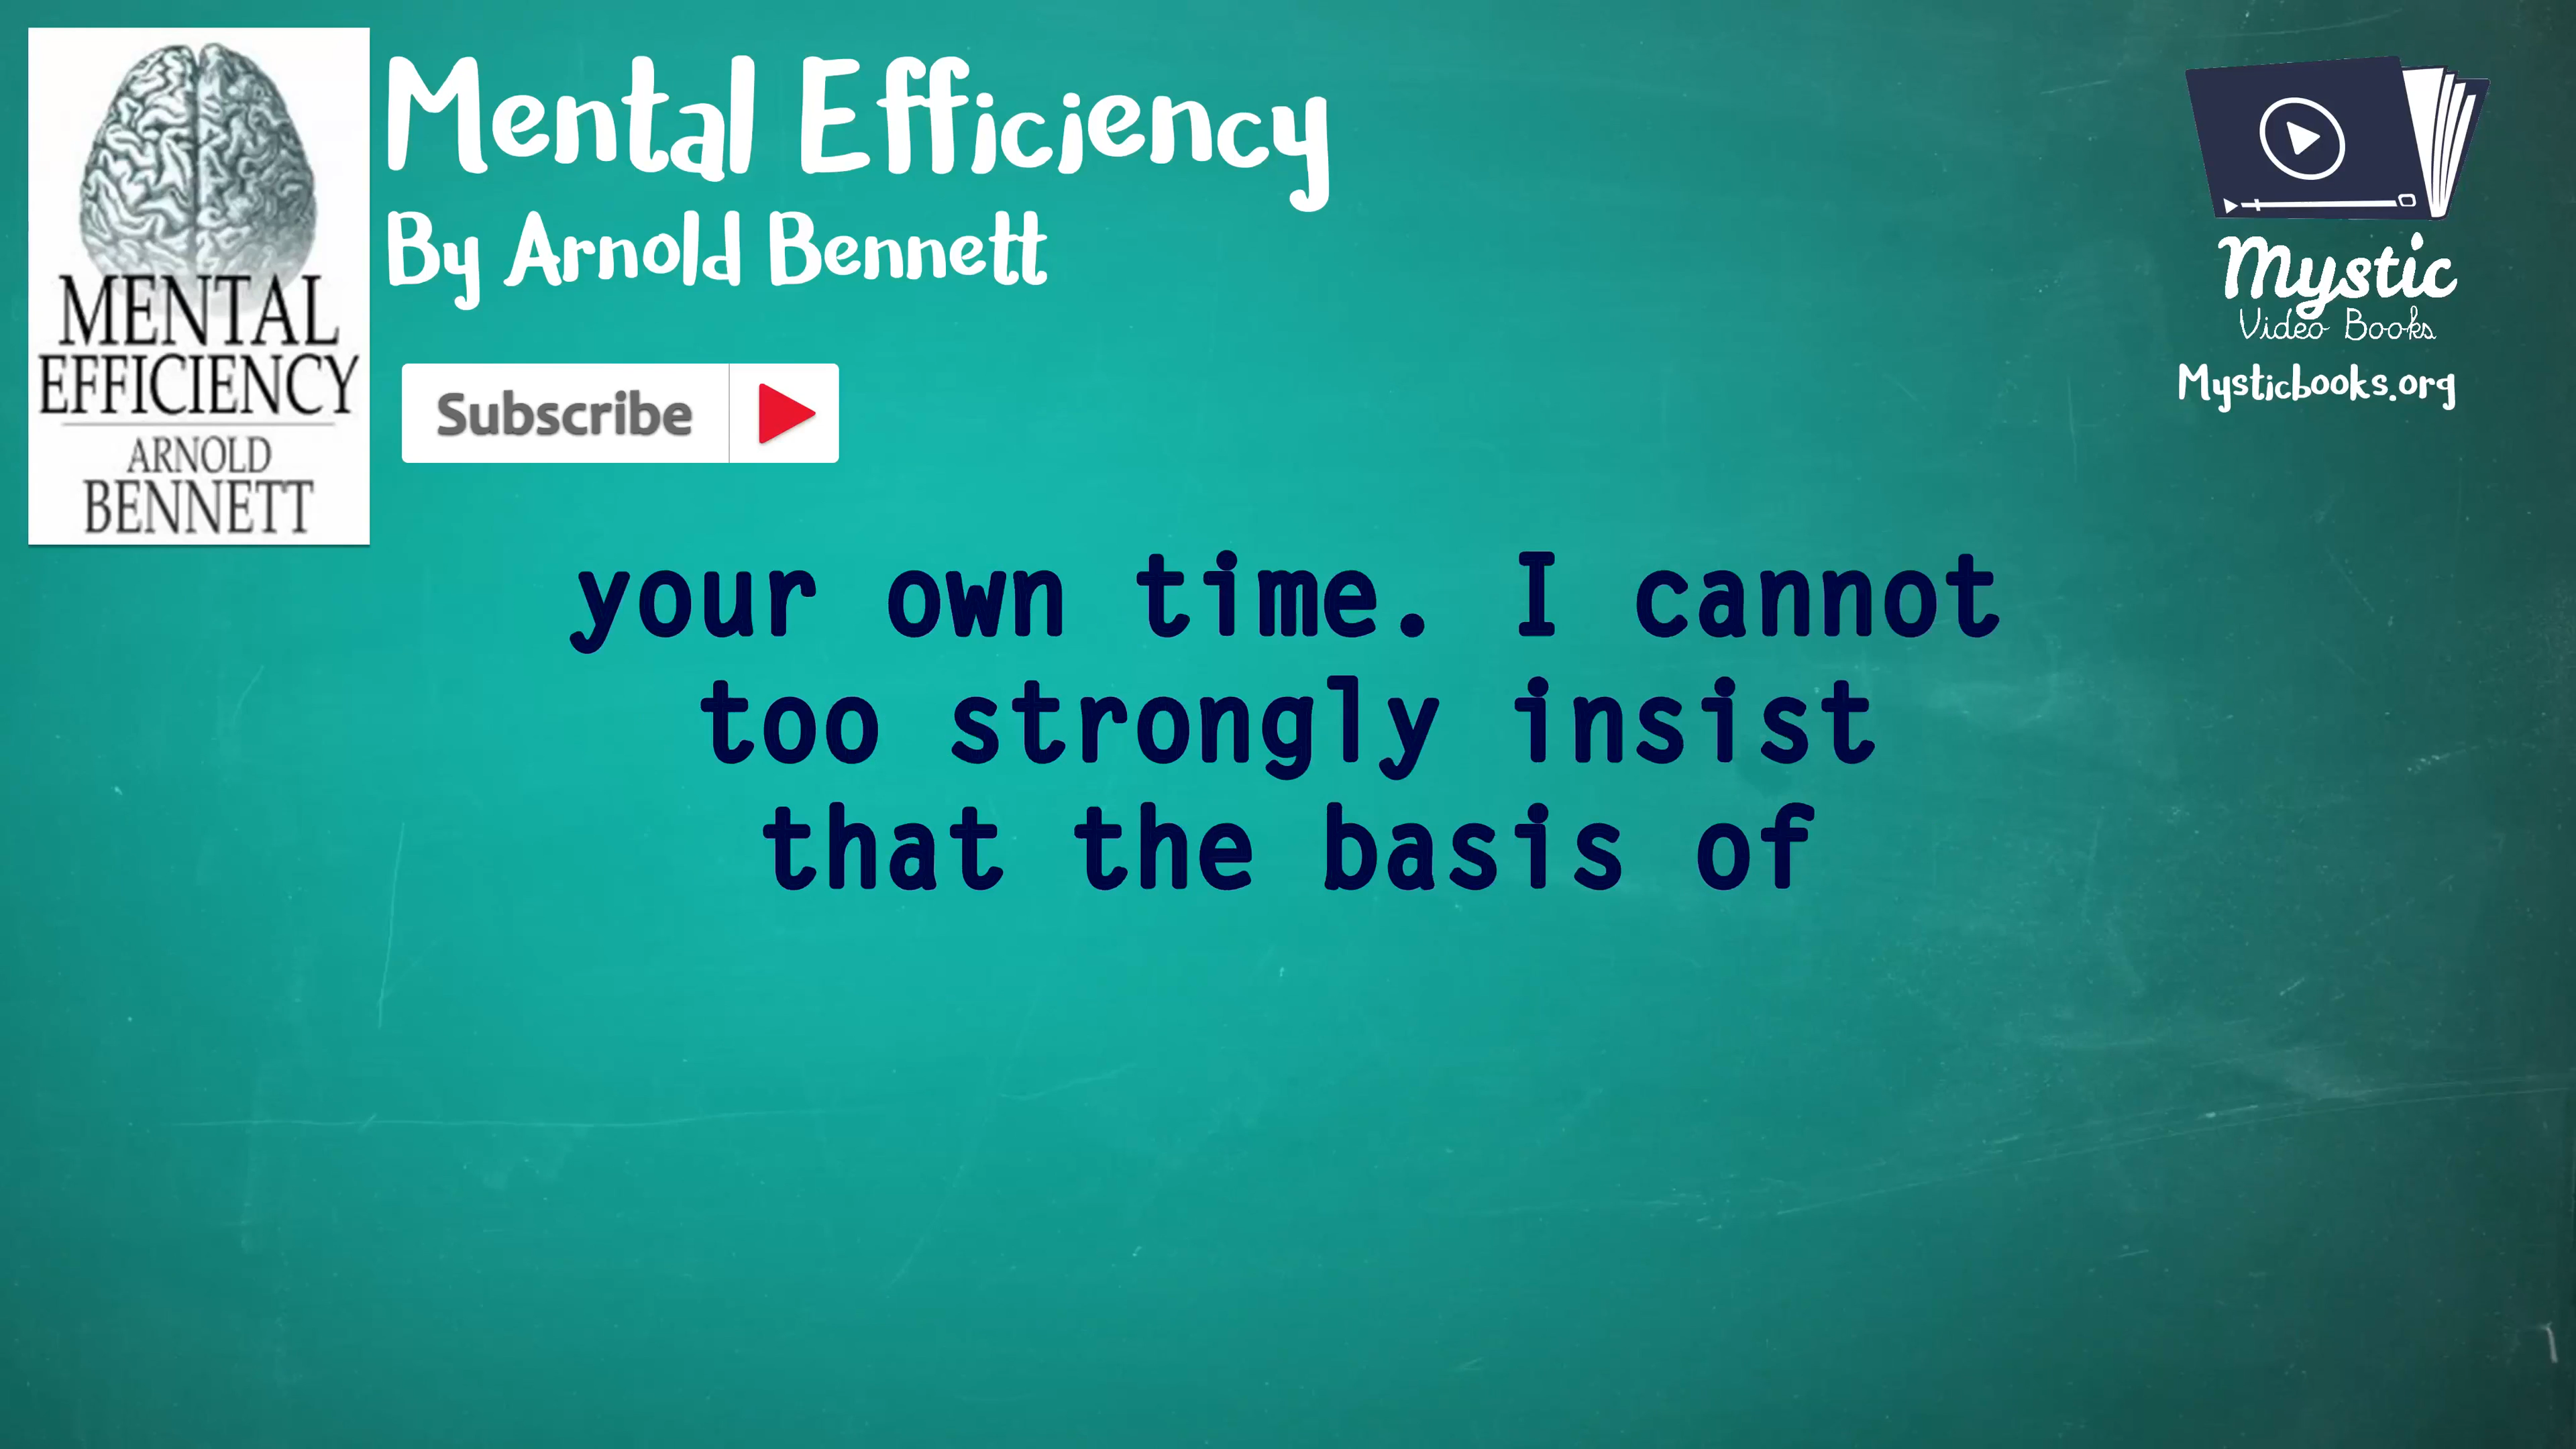 MENTAL
EFFICIENCY
ARNOLD
BENNETT
Mental Efficiency
By Arnold Bennett
Subscribe
Mystic
Video Books
Mysticbooks.org
your own time. I cannot
too strongly insist
that the basis of